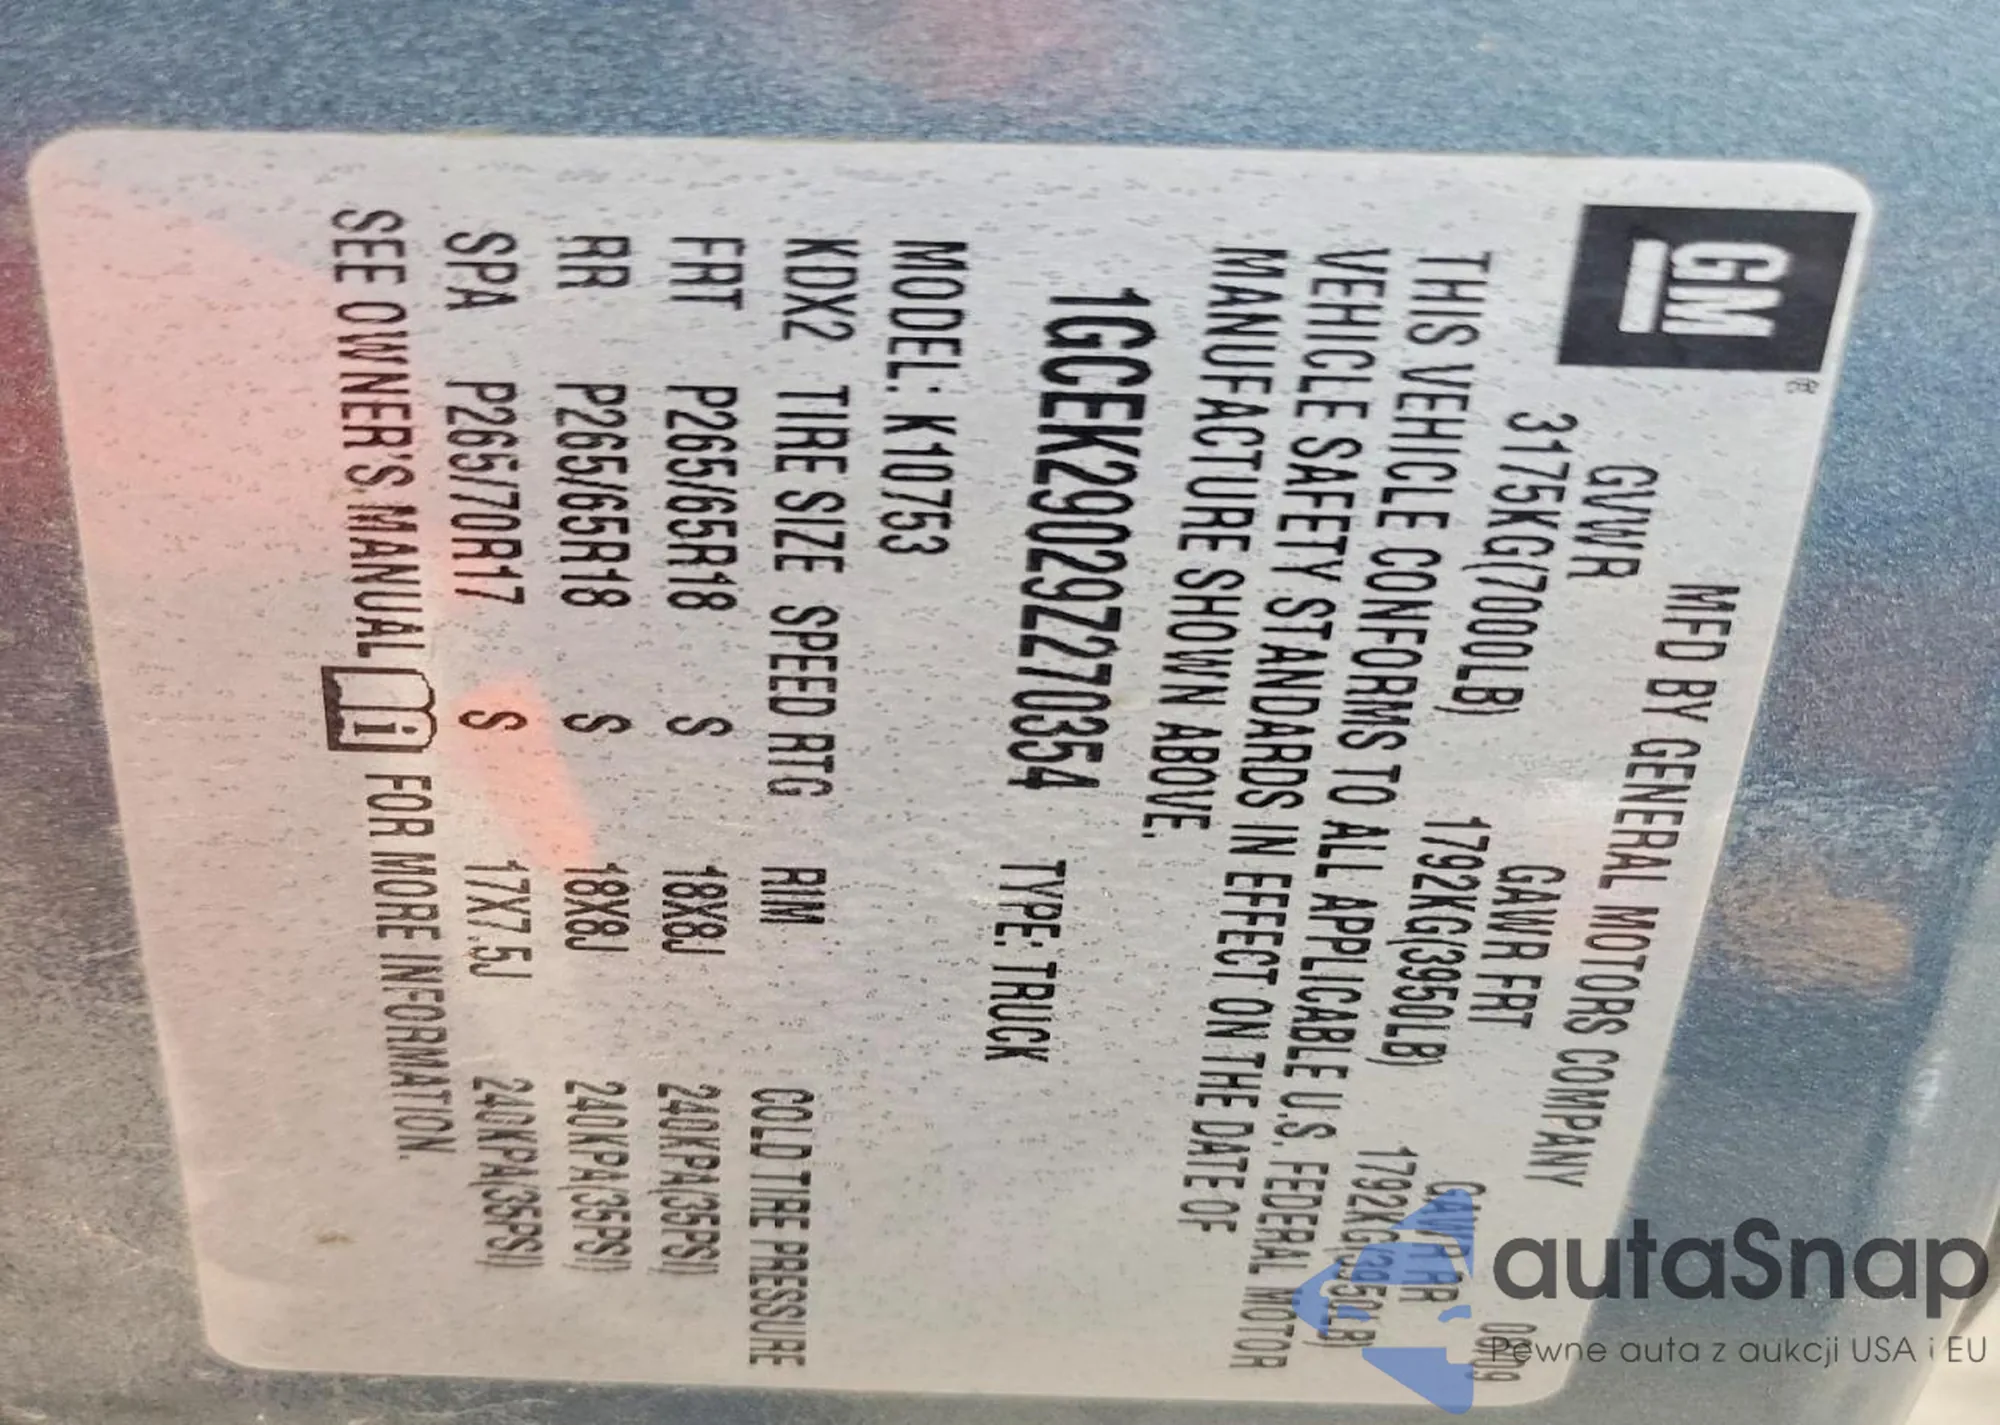 GM
MFD BY GENERAL MOTORS COMPANY
GVWR GAWR FRT GAWR RR
3175KG(7000LB) 1792KG(3950LB) 1792KG(3950LB)
THIS VEHICLE CONFORMS TO ALL APPLICABLE U.S. FEDERAL MOTOR
VEHICLE SAFETY STANDARDS IN EFFECT ON THE DATE OF
MANUFACTURE SHOWN ABOVE.
1GCEK29029Z270354 TYPE: TRUCK
MODEL: K10753
KDX2 TIRE SIZE SPEED RTG RIM COLD TIRE PRESSURE
FRT P265/65R18 S 18X8J 240KPA(35PSI)
RR P265/65R18 S 18X8J 240KPA(35PSI)
SPA P265/70R17 S 17X7.5J 240KPA(35PSI)
SEE OWNER'S MANUAL i FOR MORE INFORMATION.
autaSnap
Pewne auta z aukcji USA i EU